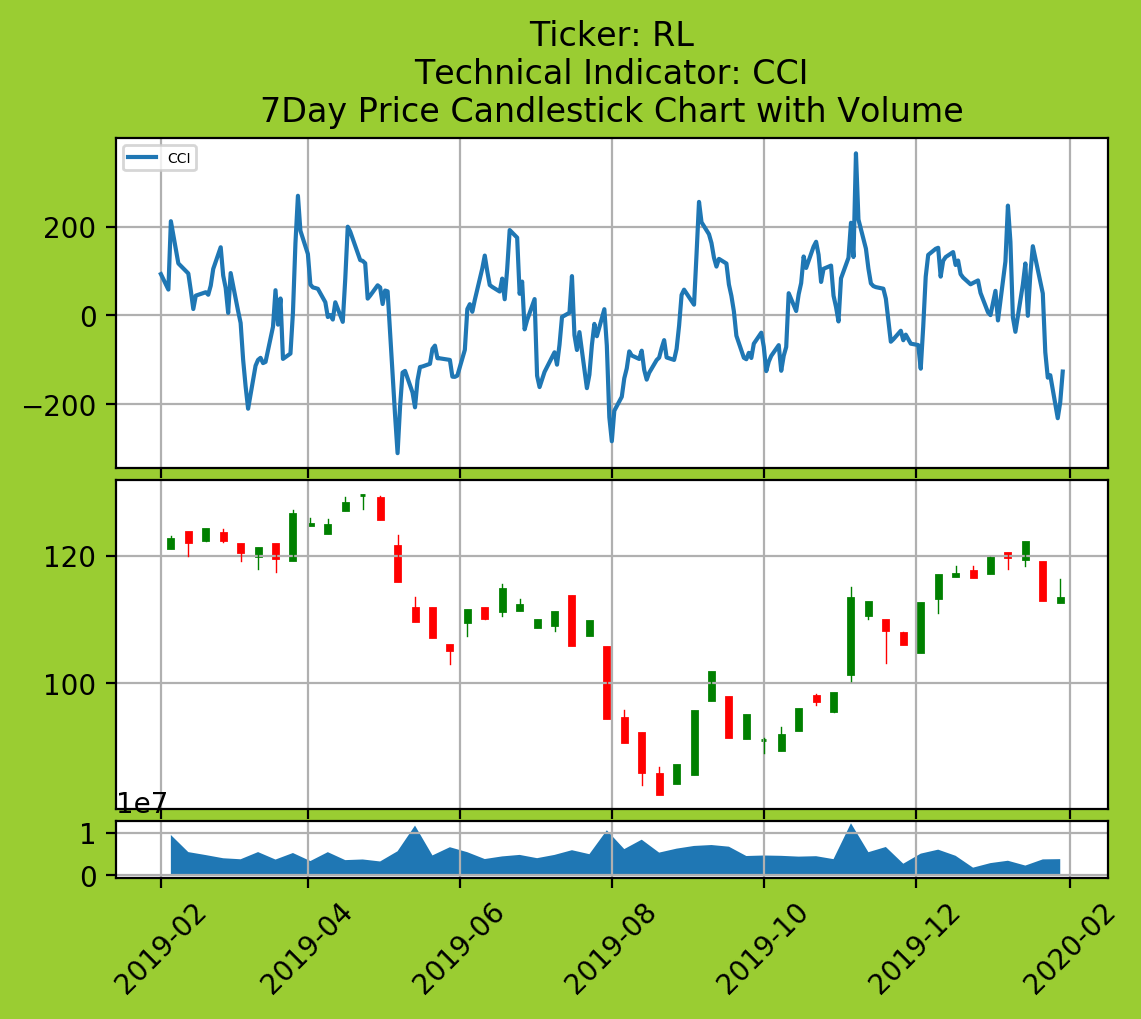 Ticker: RL
Technical Indicator: CCI
7Day Price Candlestick Chart with Volume
CCI
200
0
−200
120
100
1e7
1
0
2019-02
2019-04
2019-06
2019-08
2019-10
2019-12
2020-02